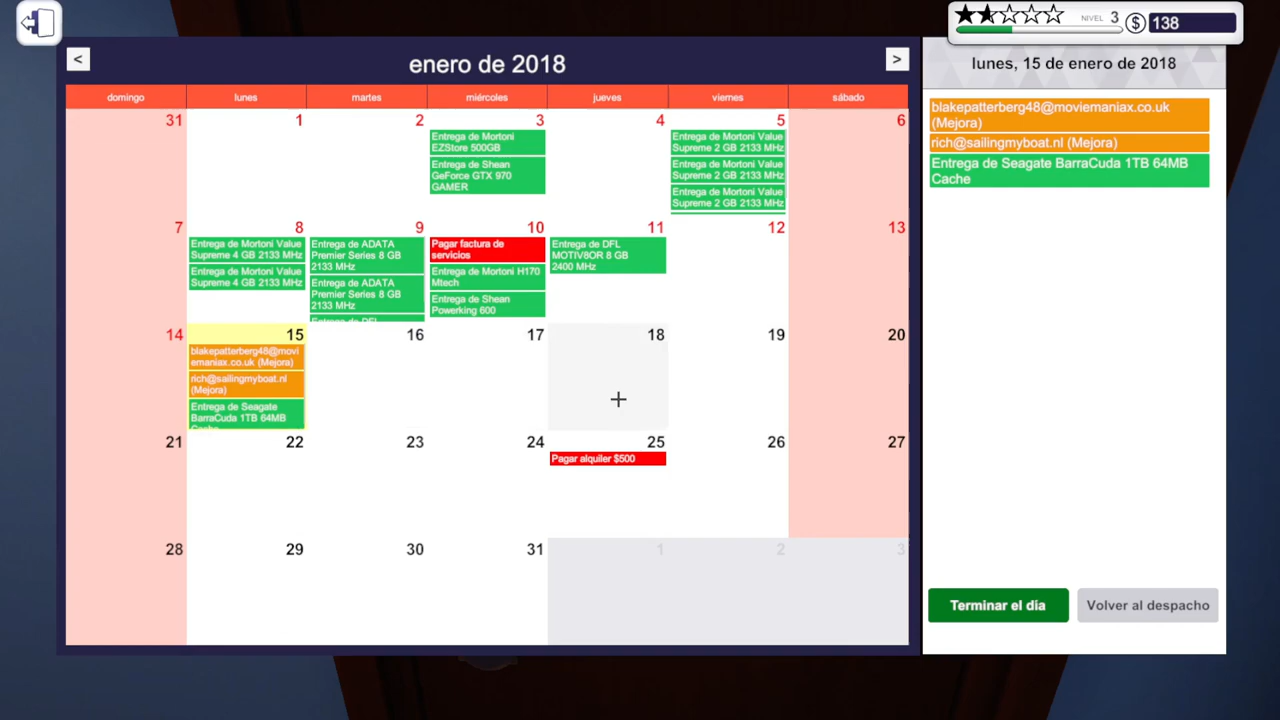 NIVEL 3
$ 138
<
enero de 2018
>
domingo
lunes
martes
miércoles
jueves
viernes
sábado
31
1
2
3
Entrega de Mortoni
EZStore 500GB
Entrega de Shean
GeForce GTX 970
GAMER
4
5
Entrega de Mortoni Value
Supreme 2 GB 2133 MHz
Entrega de Mortoni Value
Supreme 2 GB 2133 MHz
Entrega de Mortoni Value
Supreme 2 GB 2133 MHz
6
7
8
Entrega de Mortoni Value
Supreme 4 GB 2133 MHz
Entrega de Mortoni Value
Supreme 4 GB 2133 MHz
9
Entrega de ADATA
Premier Series 8 GB
2133 MHz
Entrega de ADATA
Premier Series 8 GB
2133 MHz
Entrega de DFL
10
Pagar factura de
servicios
Entrega de Mortoni H170
Mtech
Entrega de Shean
Powerking 600
11
Entrega de DFL
MOTIV8OR 8 GB
2400 MHz
12
13
14
15
blakepatterberg48@movi
emaniax.co.uk (Mejora)
rich@sailingmyboat.nl
(Mejora)
Entrega de Seagate
BarraCuda 1TB 64MB
Cache
16
17
18
19
20
21
22
23
24
25
Pagar alquiler $500
26
27
28
29
30
31
1
2
3
lunes, 15 de enero de 2018
blakepatterberg48@moviemaniax.co.uk
(Mejora)
rich@sailingmyboat.nl (Mejora)
Entrega de Seagate BarraCuda 1TB 64MB
Cache
Terminar el día
Volver al despacho